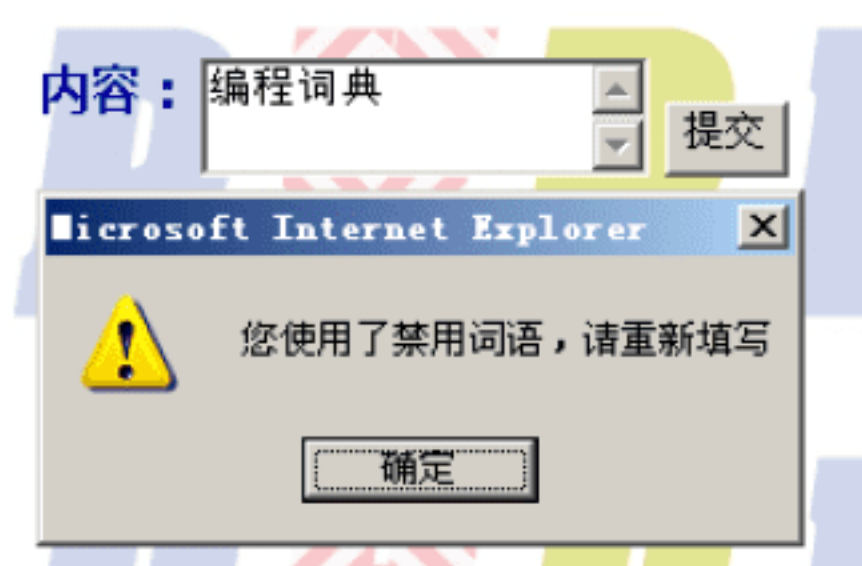 内容：
编程词典
提交
Microsoft Internet Explorer
您使用了禁用词语，请重新填写
确定